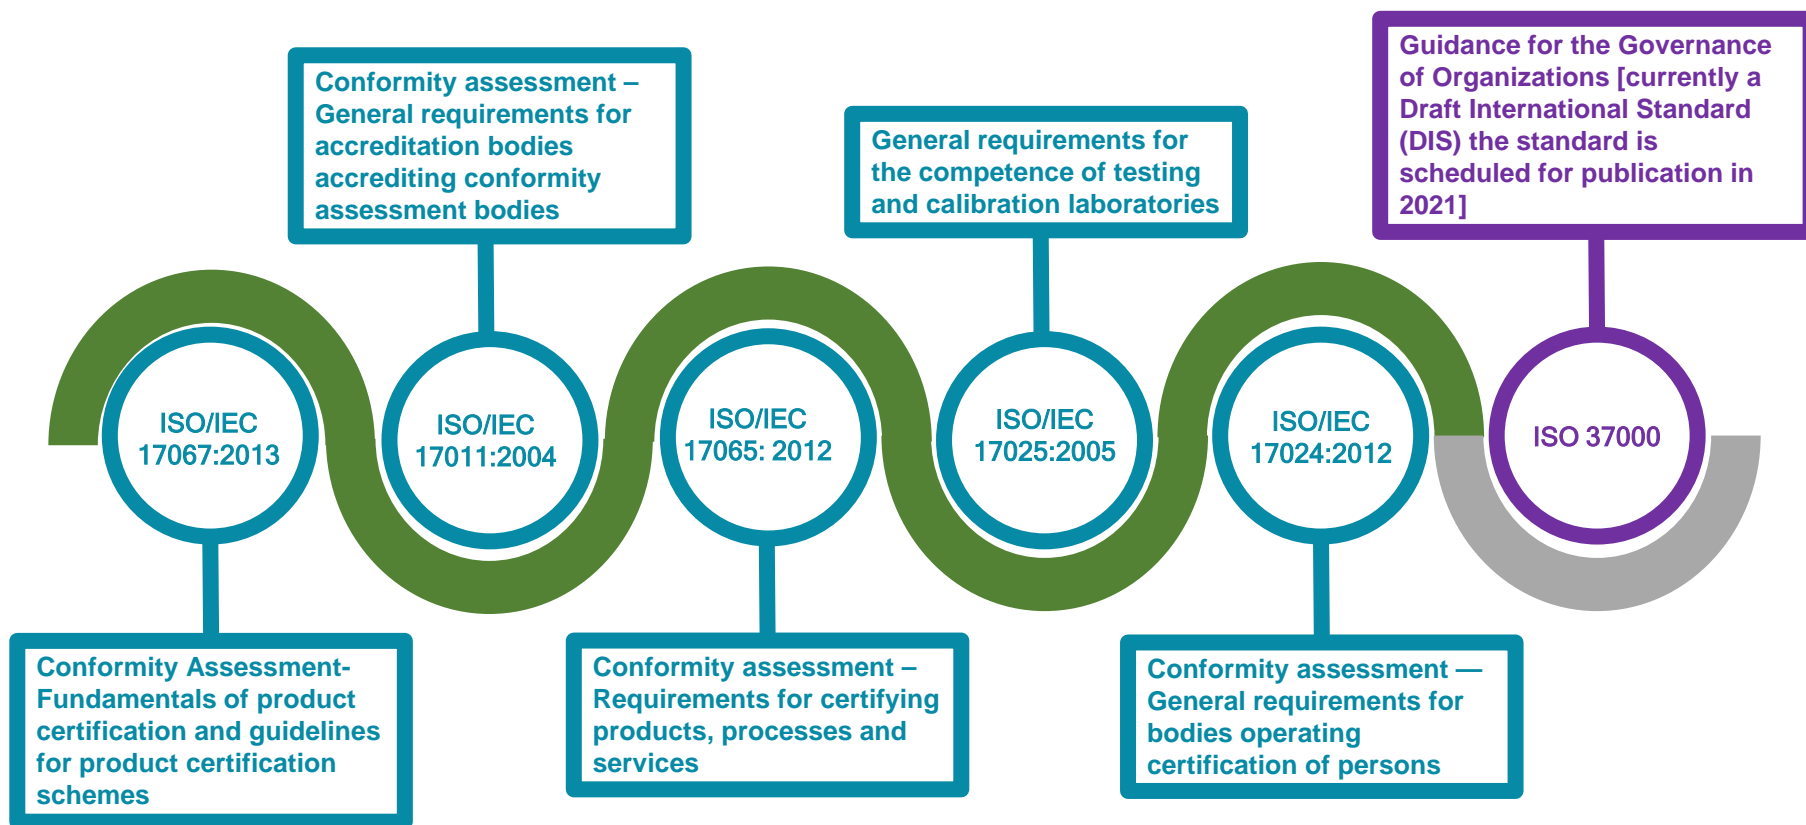 Conformity assessment –
General requirements for
accreditation bodies
accrediting conformity
assessment bodies
General requirements for
the competence of testing
and calibration laboratories
Guidance for the Governance
of Organizations [currently a
Draft International Standard
(DIS) the standard is
scheduled for publication in
2021]
ISO/IEC
17067:2013
ISO/IEC
17011:2004
ISO/IEC
17065: 2012
ISO/IEC
17025:2005
ISO/IEC
17024:2012
ISO 37000
Conformity Assessment-
Fundamentals of product
certification and guidelines
for product certification
schemes
Conformity assessment –
Requirements for certifying
products, processes and
services
Conformity assessment —
General requirements for
bodies operating
certification of persons